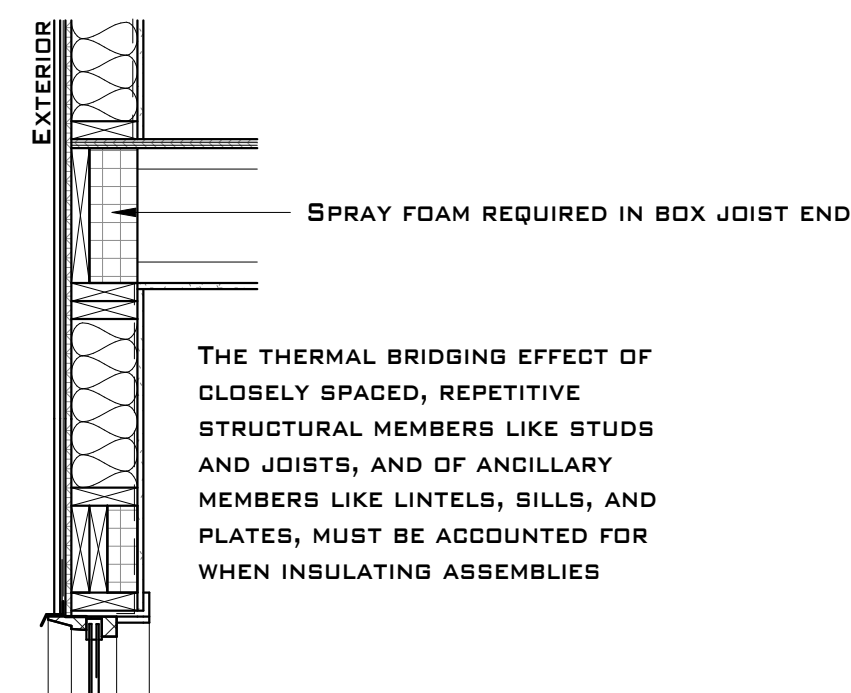 EXTERIOR
SPRAY FOAM REQUIRED IN BOX JOIST END
THE THERMAL BRIDGING EFFECT OF
CLOSELY SPACED, REPETITIVE
STRUCTURAL MEMBERS LIKE STUDS
AND JOISTS, AND OF ANCILLARY
MEMBERS LIKE LINTELS, SILLS, AND
PLATES, MUST BE ACCOUNTED FOR
WHEN INSULATING ASSEMBLIES